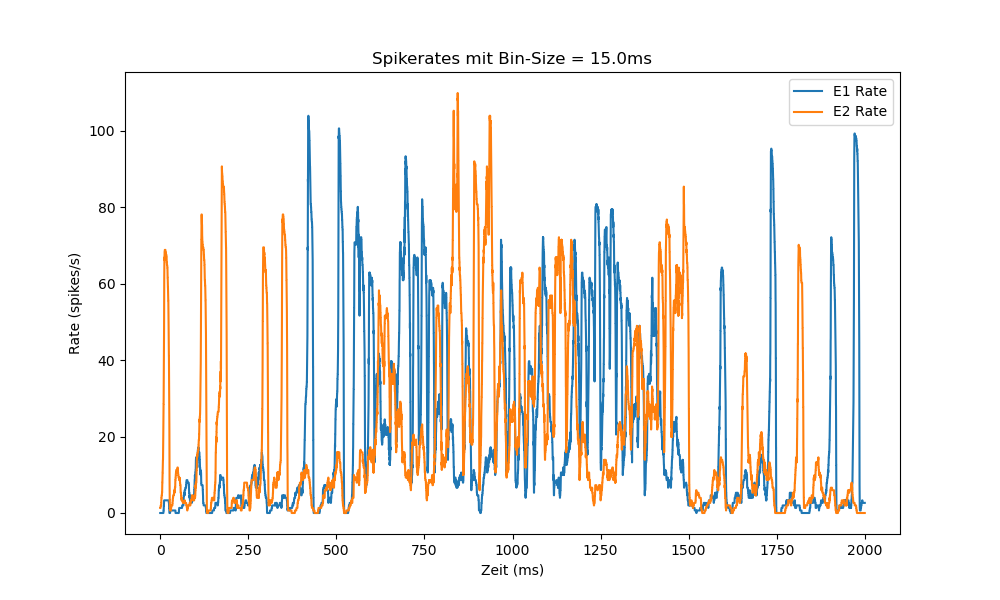 Spikerates mit Bin-Size = 15.0ms
E1 Rate
E2 Rate
100
80
60
40
20
0
Rate (spikes/s)
0 250 500 750 1000 1250 1500 1750 2000
Zeit (ms)